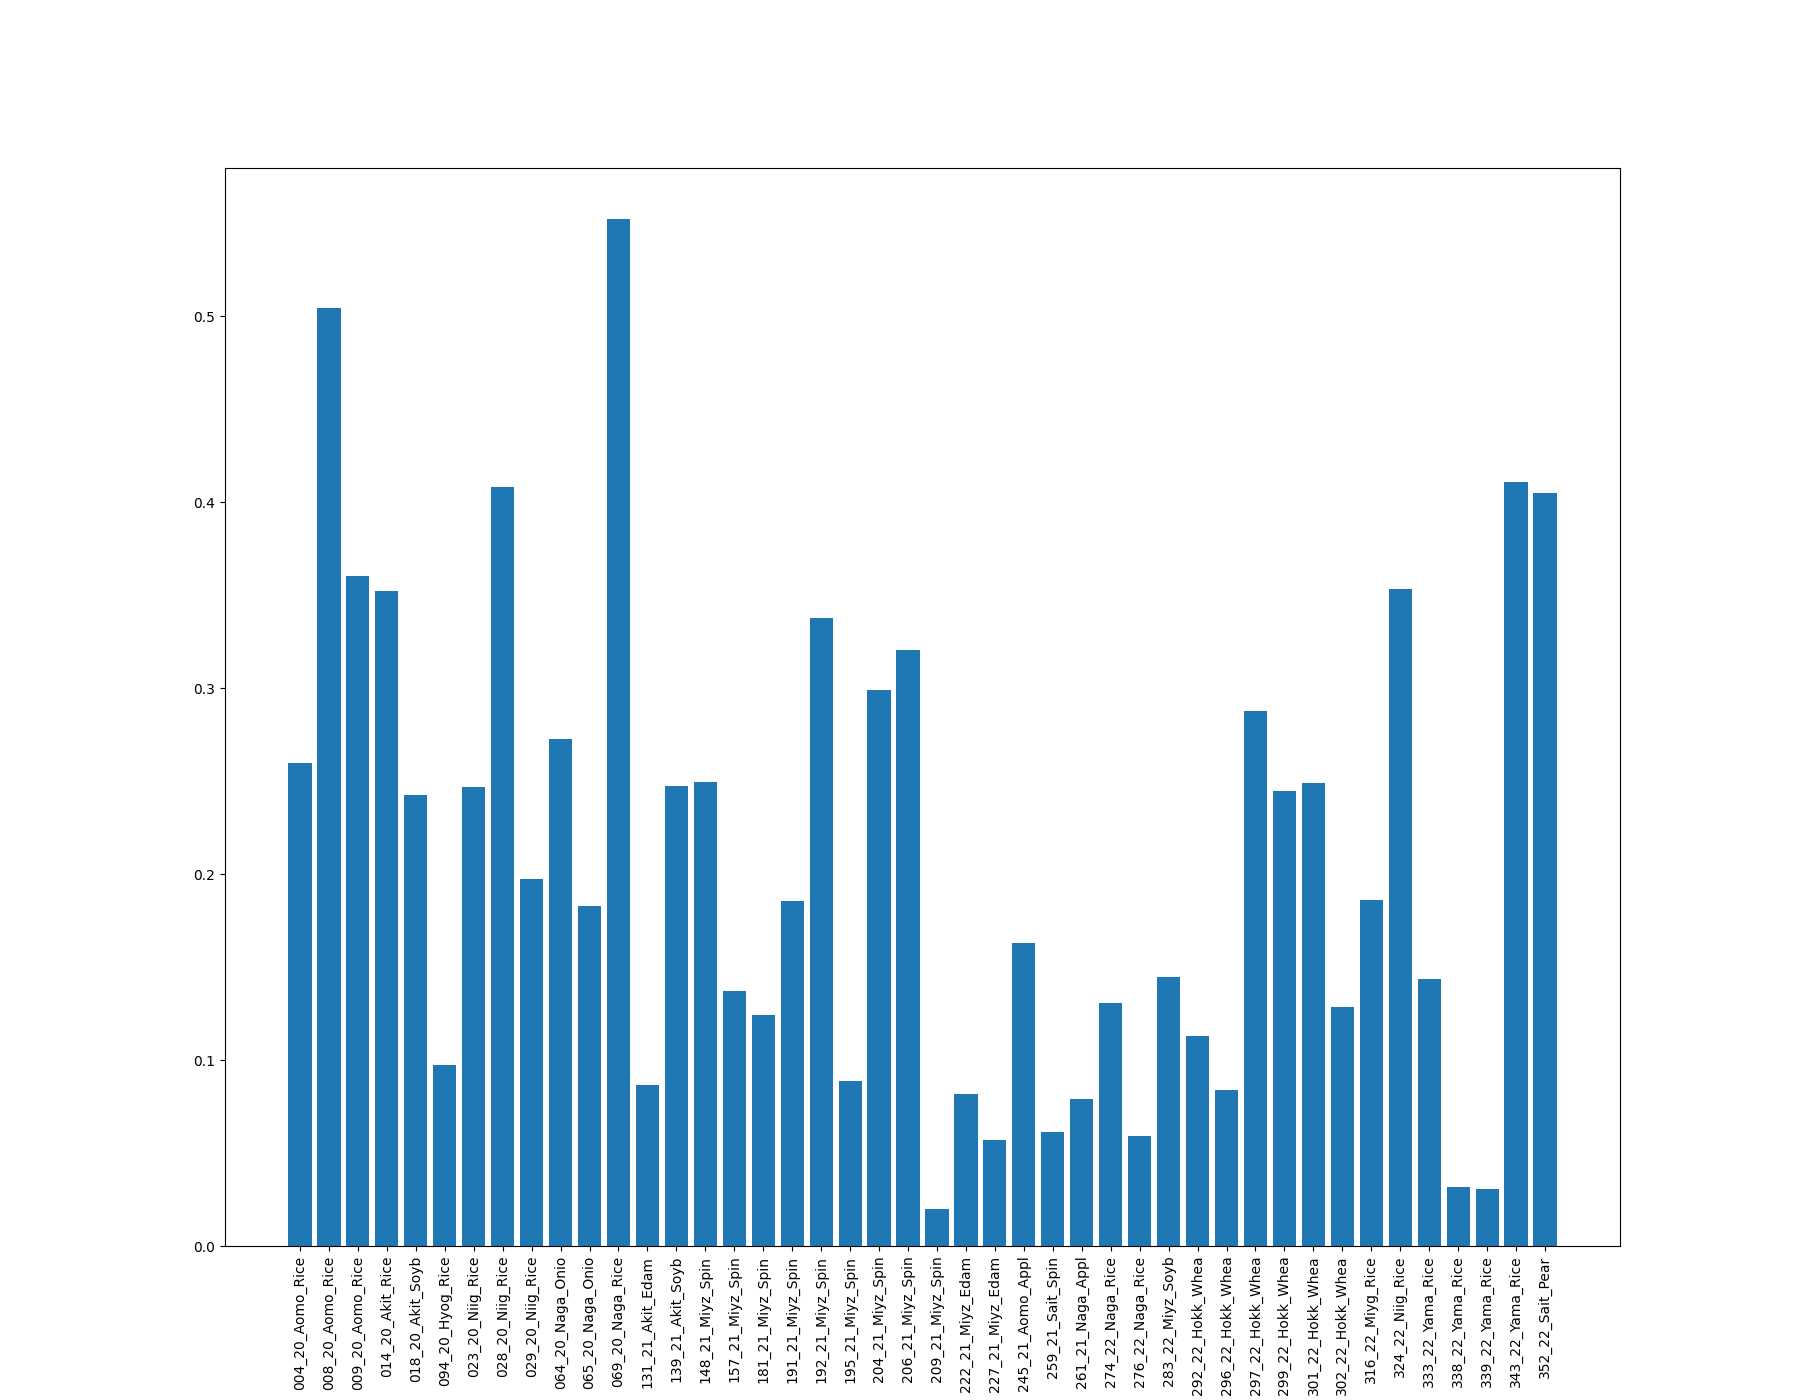 0.5
0.4
0.3
0.2
0.1
0.0
004_20_Aomo_Rice
008_20_Aomo_Rice
009_20_Aomo_Rice
014_20_Akit_Rice
018_20_Akit_Soyb
094_20_Hyog_Rice
023_20_Niig_Rice
028_20_Niig_Rice
029_20_Niig_Rice
064_20_Naga_Onio
065_20_Naga_Onio
069_20_Naga_Rice
131_21_Akit_Edam
139_21_Akit_Soyb
148_21_Miyz_Spin
157_21_Miyz_Spin
181_21_Miyz_Spin
191_21_Miyz_Spin
192_21_Miyz_Spin
195_21_Miyz_Spin
204_21_Miyz_Spin
206_21_Miyz_Spin
209_21_Miyz_Spin
222_21_Miyz_Edam
227_21_Miyz_Edam
245_21_Aomo_Appl
259_21_Sait_Spin
261_21_Naga_Appl
274_22_Naga_Rice
276_22_Naga_Rice
283_22_Miyz_Soyb
292_22_Hokk_Whea
296_22_Hokk_Whea
297_22_Hokk_Whea
299_22_Hokk_Whea
301_22_Hokk_Whea
302_22_Hokk_Whea
316_22_Miyg_Rice
324_22_Niig_Rice
333_22_Yama_Rice
338_22_Yama_Rice
339_22_Yama_Rice
343_22_Yama_Rice
352_22_Sait_Pear